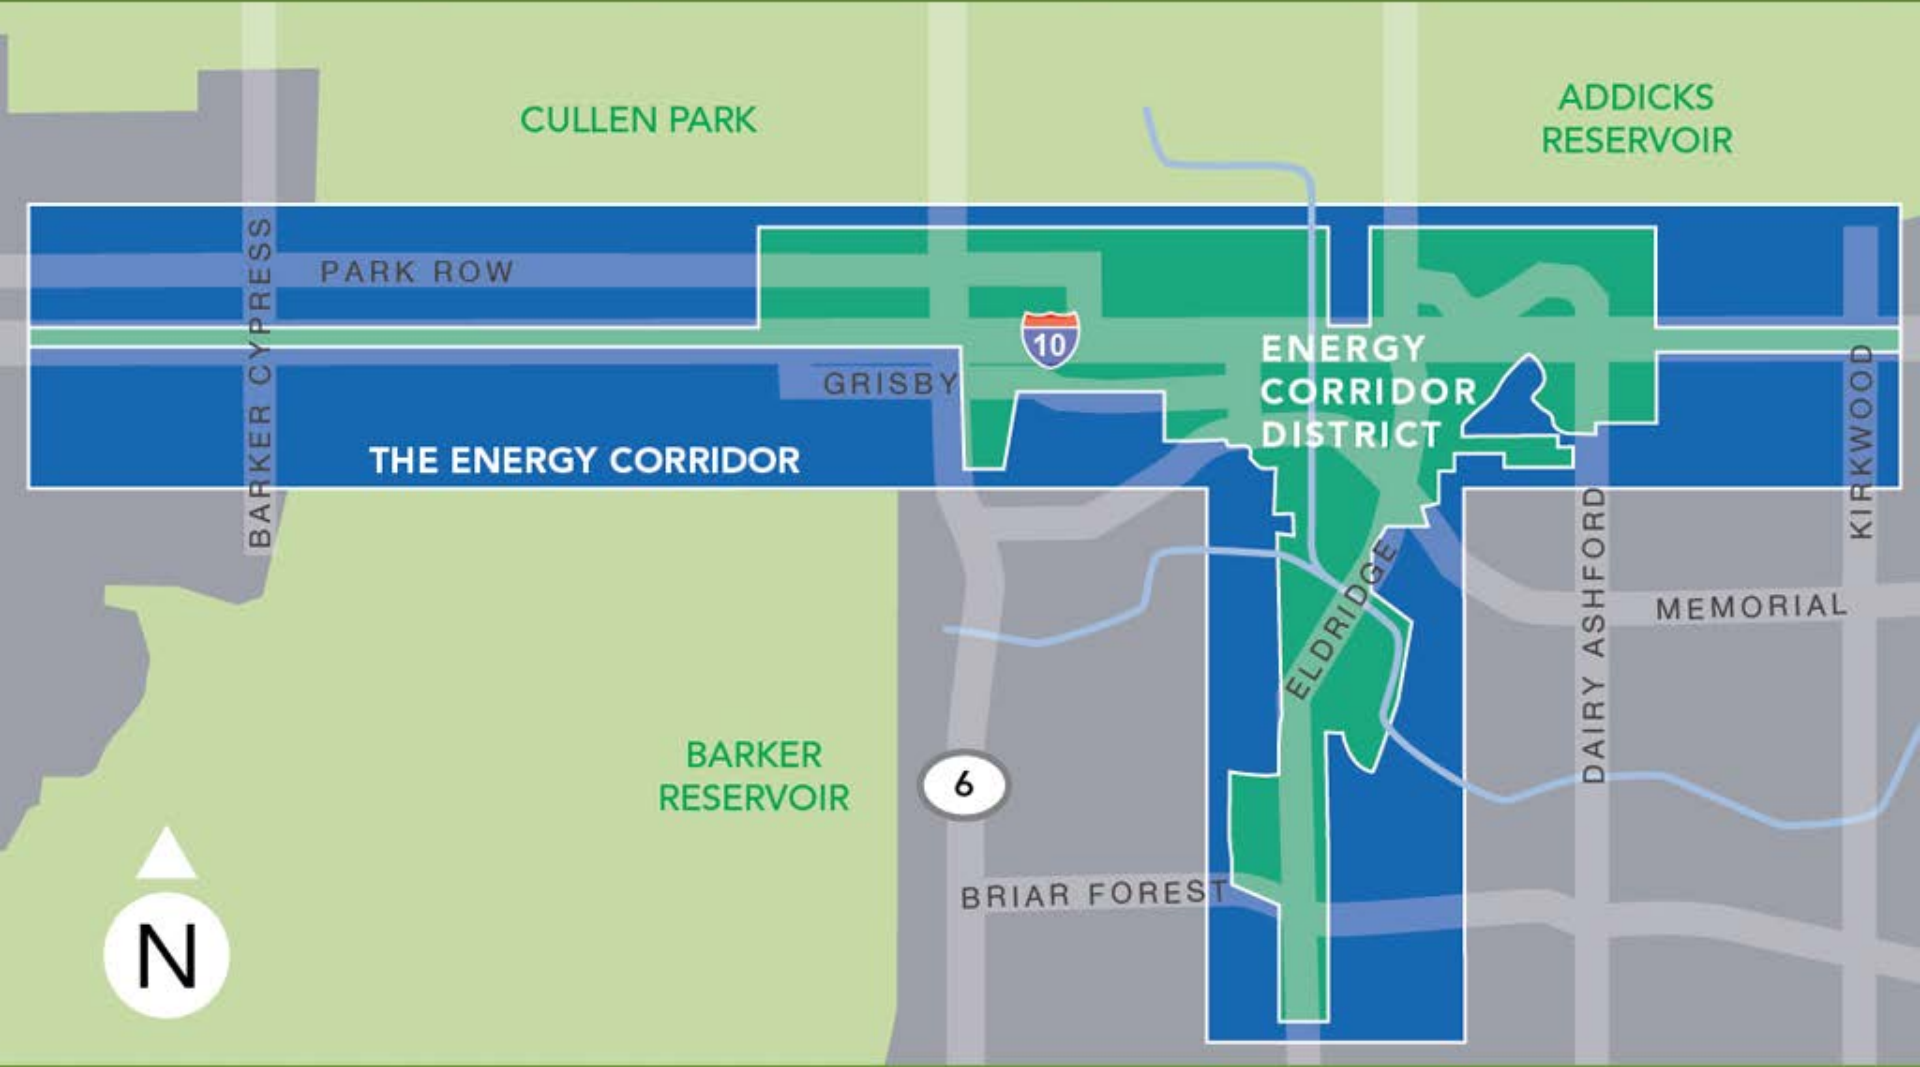 CULLEN PARK
ADDICKS
RESERVOIR
BARKER CYPRESS
PARK ROW
10
GRISBY
ENERGY
CORRIDOR
DISTRICT
THE ENERGY CORRIDOR
KIRKWOOD
ELDRIDGE
DAIRY ASHFORD
MEMORIAL
BARKER
RESERVOIR
6
BRIAR FOREST
N